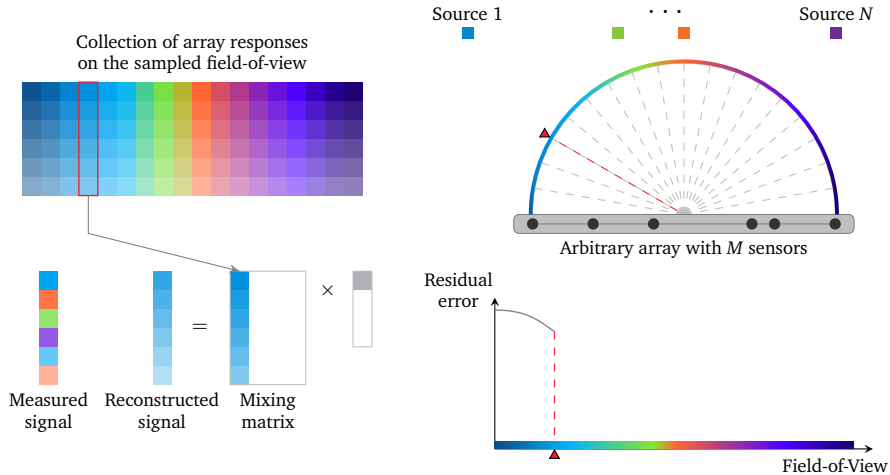 Collection of array responses
on the sampled field-of-view
Source 1
· · ·
Source N
Arbitrary array with M sensors
×
=
Measured
signal
Reconstructed
signal
Mixing
matrix
Residual
error
Field-of-View